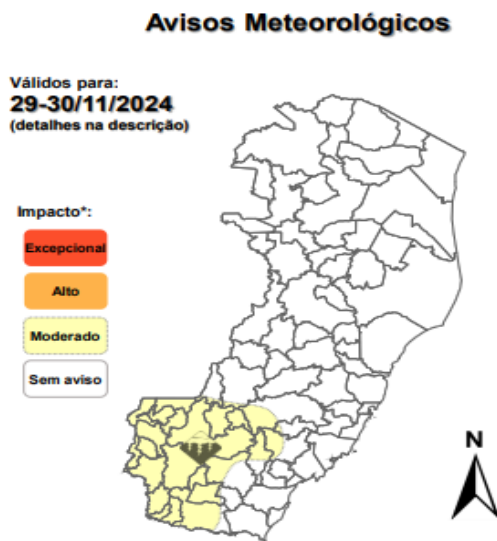 Avisos Meteorológicos
Válidos para:
29-30/11/2024
(detalhes na descrição)
Impacto*:
Excepcional
Alto
Moderado
Sem aviso
N